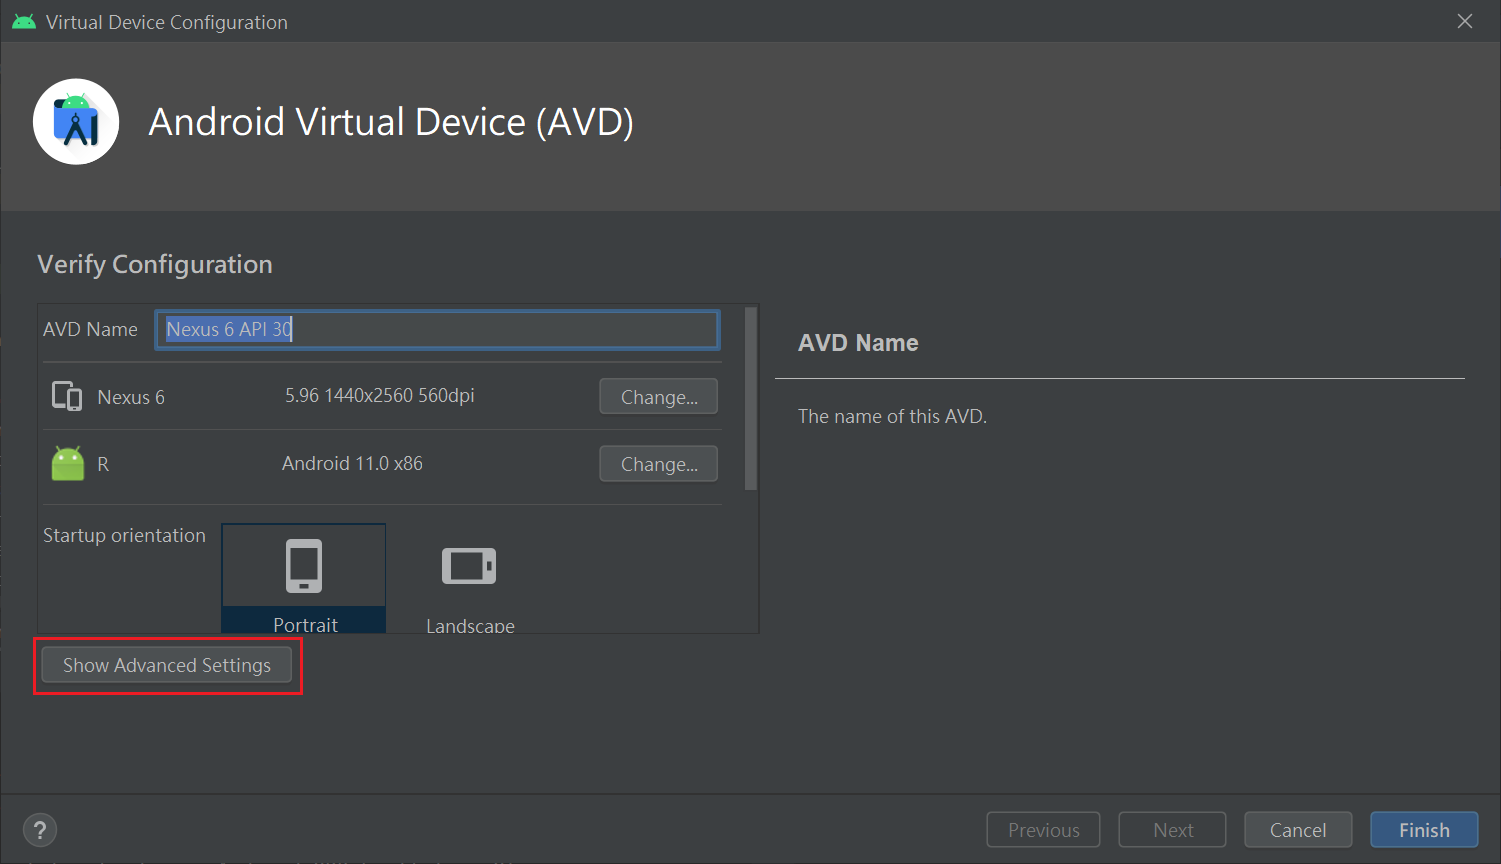 Virtual Device Configuration
Android Virtual Device (AVD)
Verify Configuration
AVD Name Nexus 6 API 30
Nexus 6 5.96 1440x2560 560dpi Change...
R Android 11.0 x86 Change...
Startup orientation
Portrait Landscape
Show Advanced Settings
AVD Name
The name of this AVD.
? Previous Next Cancel Finish